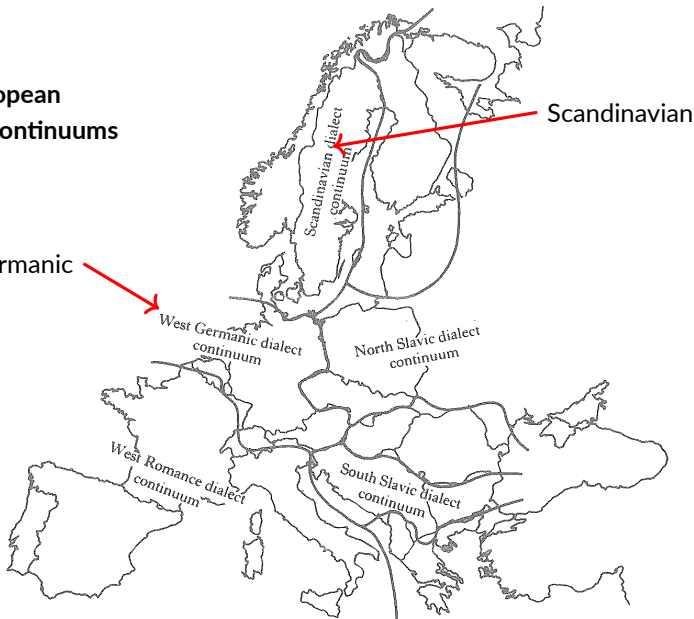 opean
ontinuums
Scandinavian
Scandinavian dialect
continuum
rmanic
West Germanic dialect
continuum
North Slavic dialect
continuum
West Romance dialect
continuum
South Slavic dialect
continuum